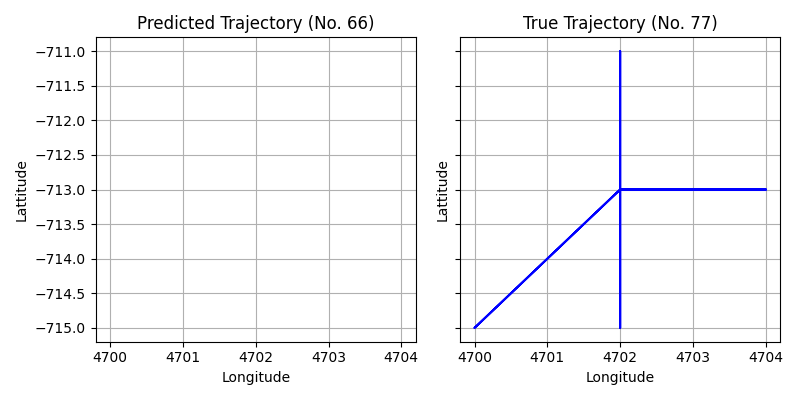 Predicted Trajectory (No. 66)
True Trajectory (No. 77)
−711.0
−711.5
−712.0
−712.5
−713.0
−713.5
−714.0
−714.5
−715.0
Lattitude
Lattitude
4700 4701 4702 4703 4704
4700 4701 4702 4703 4704
Longitude
Longitude